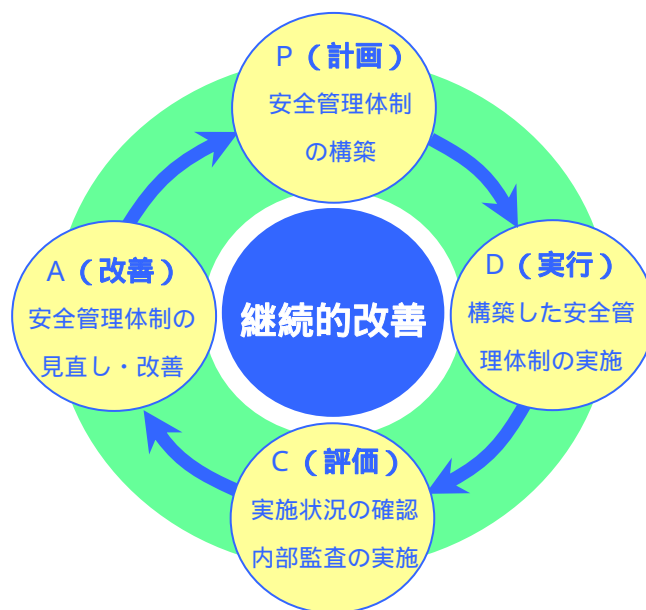 P（計画）
安全管理体制
の構築
D（実行）
構築した安全管
理体制の実施
C（評価）
実施状況の確認
内部監査の実施
A（改善）
安全管理体制の
見直し・改善
継続的改善